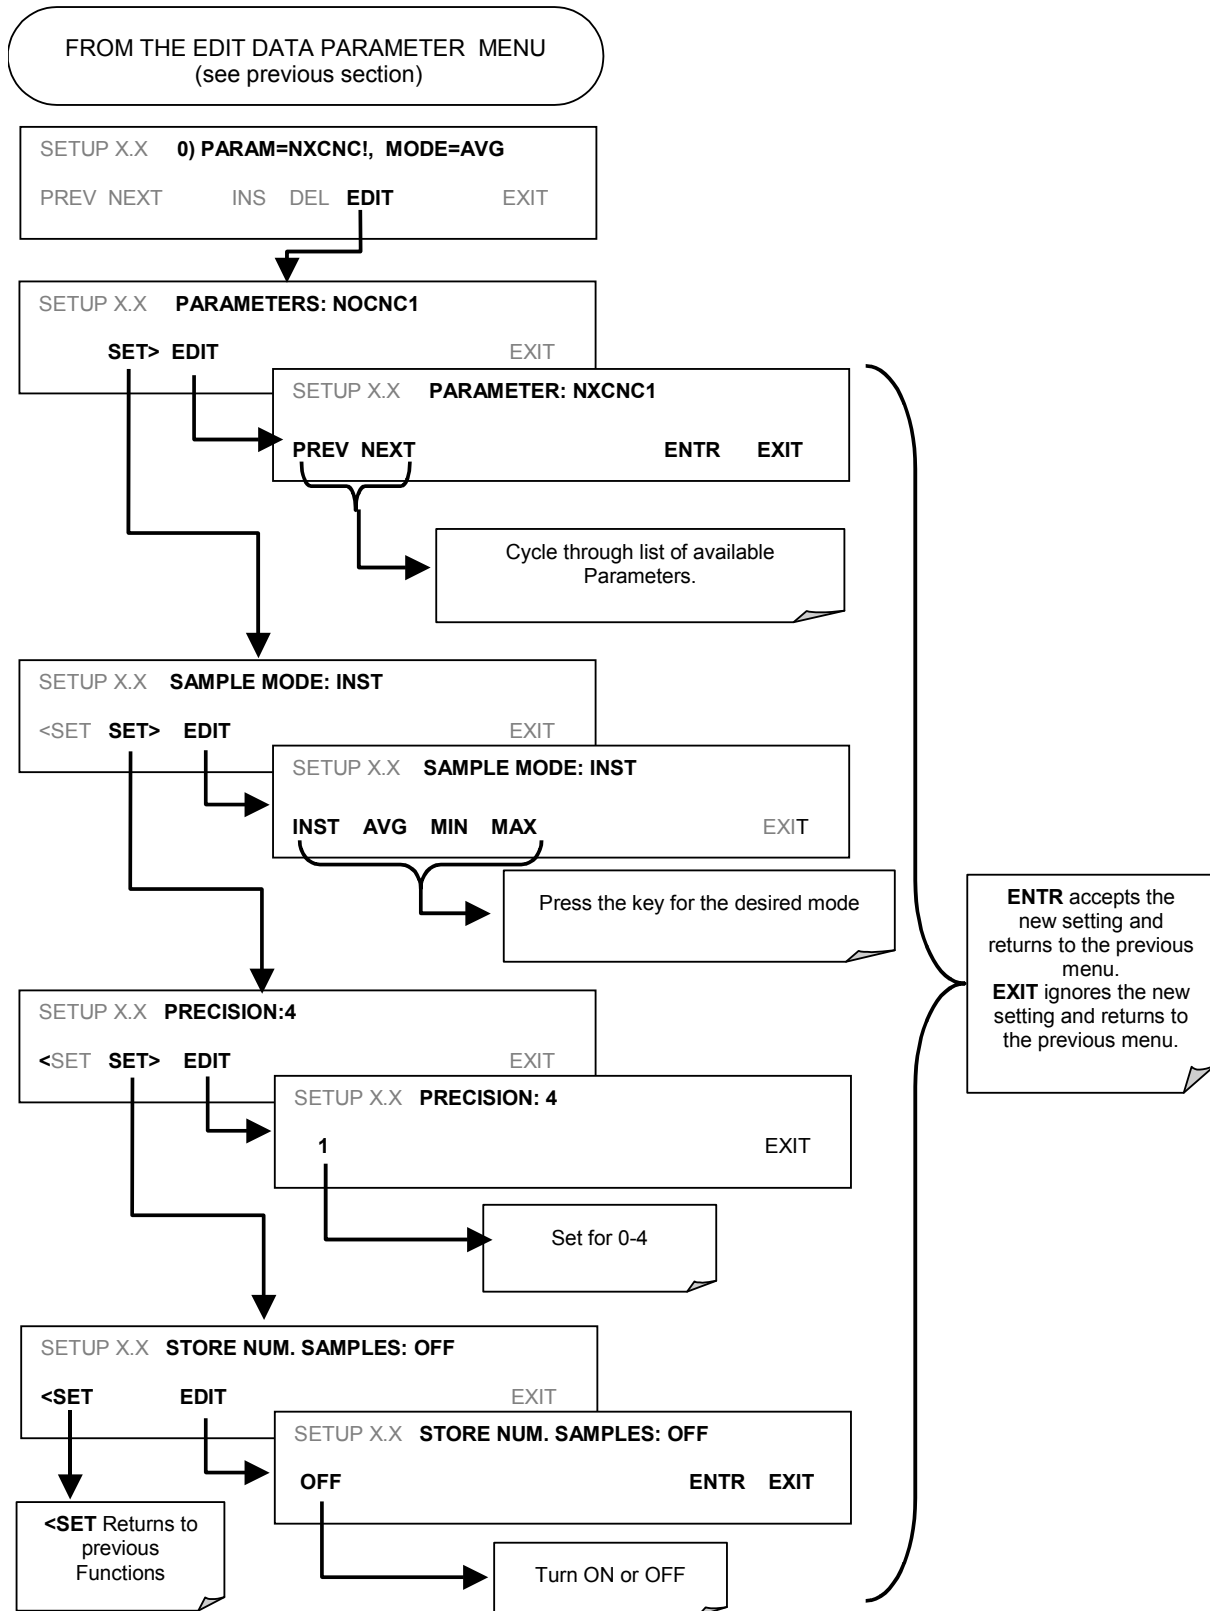 FROM THE EDIT DATA PARAMETER MENU
(see previous section)
SETUP X.X 0) PARAM=NXCNC!, MODE=AVG
PREV NEXT INS DEL EDIT EXIT
SETUP X.X PARAMETERS: NOCNC1
SET> EDIT EXIT
SETUP X.X PARAMETER: NXCNC1
PREV NEXT ENTR EXIT
Cycle through list of available
Parameters.
SETUP X.X SAMPLE MODE: INST
<SET SET> EDIT EXIT
SETUP X.X SAMPLE MODE: INST
INST AVG MIN MAX EXIT
Press the key for the desired mode
ENTR accepts the
new setting and
returns to the previous
menu.
EXIT ignores the new
setting and returns to
the previous menu.
SETUP X.X PRECISION:4
<SET SET> EDIT EXIT
SETUP X.X PRECISION: 4
1 EXIT
Set for 0-4
SETUP X.X STORE NUM. SAMPLES: OFF
<SET EDIT EXIT
SETUP X.X STORE NUM. SAMPLES: OFF
OFF ENTR EXIT
<SET Returns to
previous
Functions
Turn ON or OFF